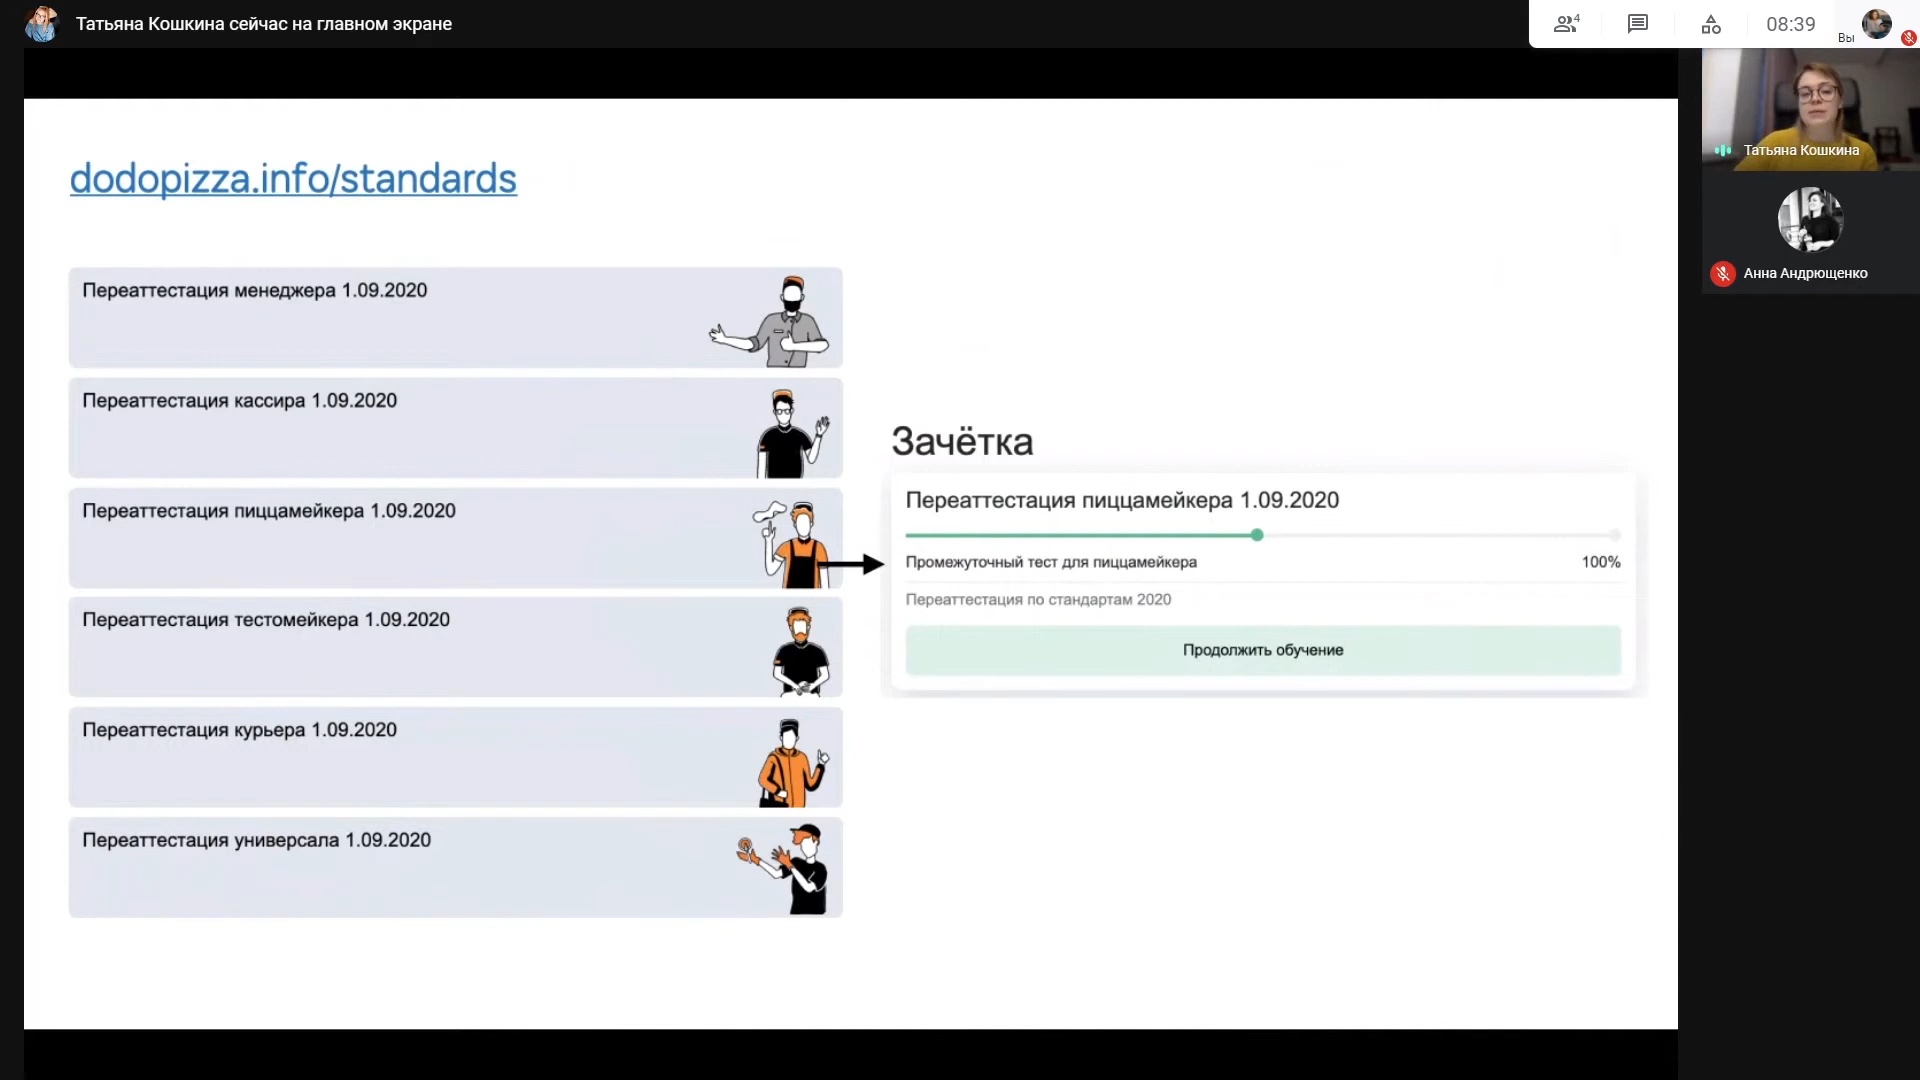 Татьяна Кошкина сейчас на главном экране
4
08:39
Вы
dodopizza.info/standards
Переаттестация менеджера 1.09.2020
Переаттестация кассира 1.09.2020
Переаттестация пиццамейкера 1.09.2020
Переаттестация тестомейкера 1.09.2020
Переаттестация курьера 1.09.2020
Переаттестация универсала 1.09.2020
Зачётка
Переаттестация пиццамейкера 1.09.2020
Промежуточный тест для пиццамейкера 100%
Переаттестация по стандартам 2020
Продолжить обучение
Татьяна Кошкина
Анна Андрющенко